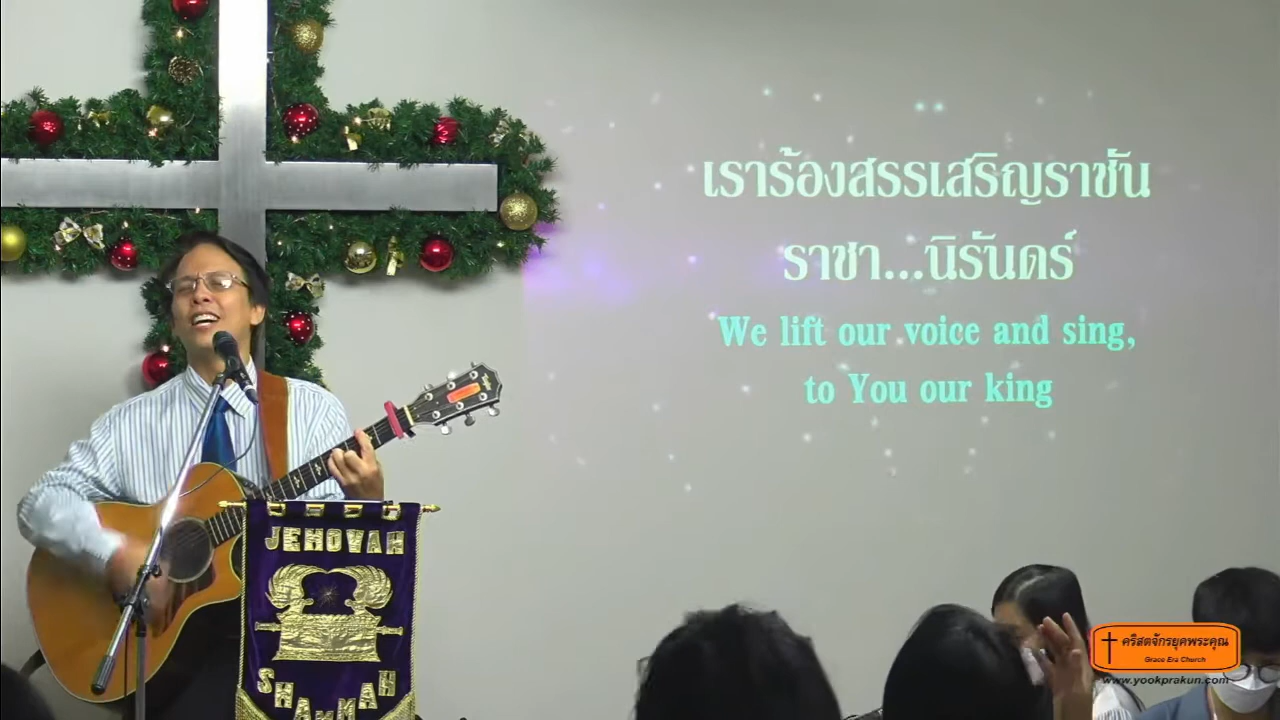 เราร้องสรรเสริญราชัน
ราชา...นิรันดร์
We lift our voice and sing,
to You our king
JEHOVAH
SHAMMAH
คริสตจักรยุคพระคุณ
Grace Era Church
www.yookprakun.com